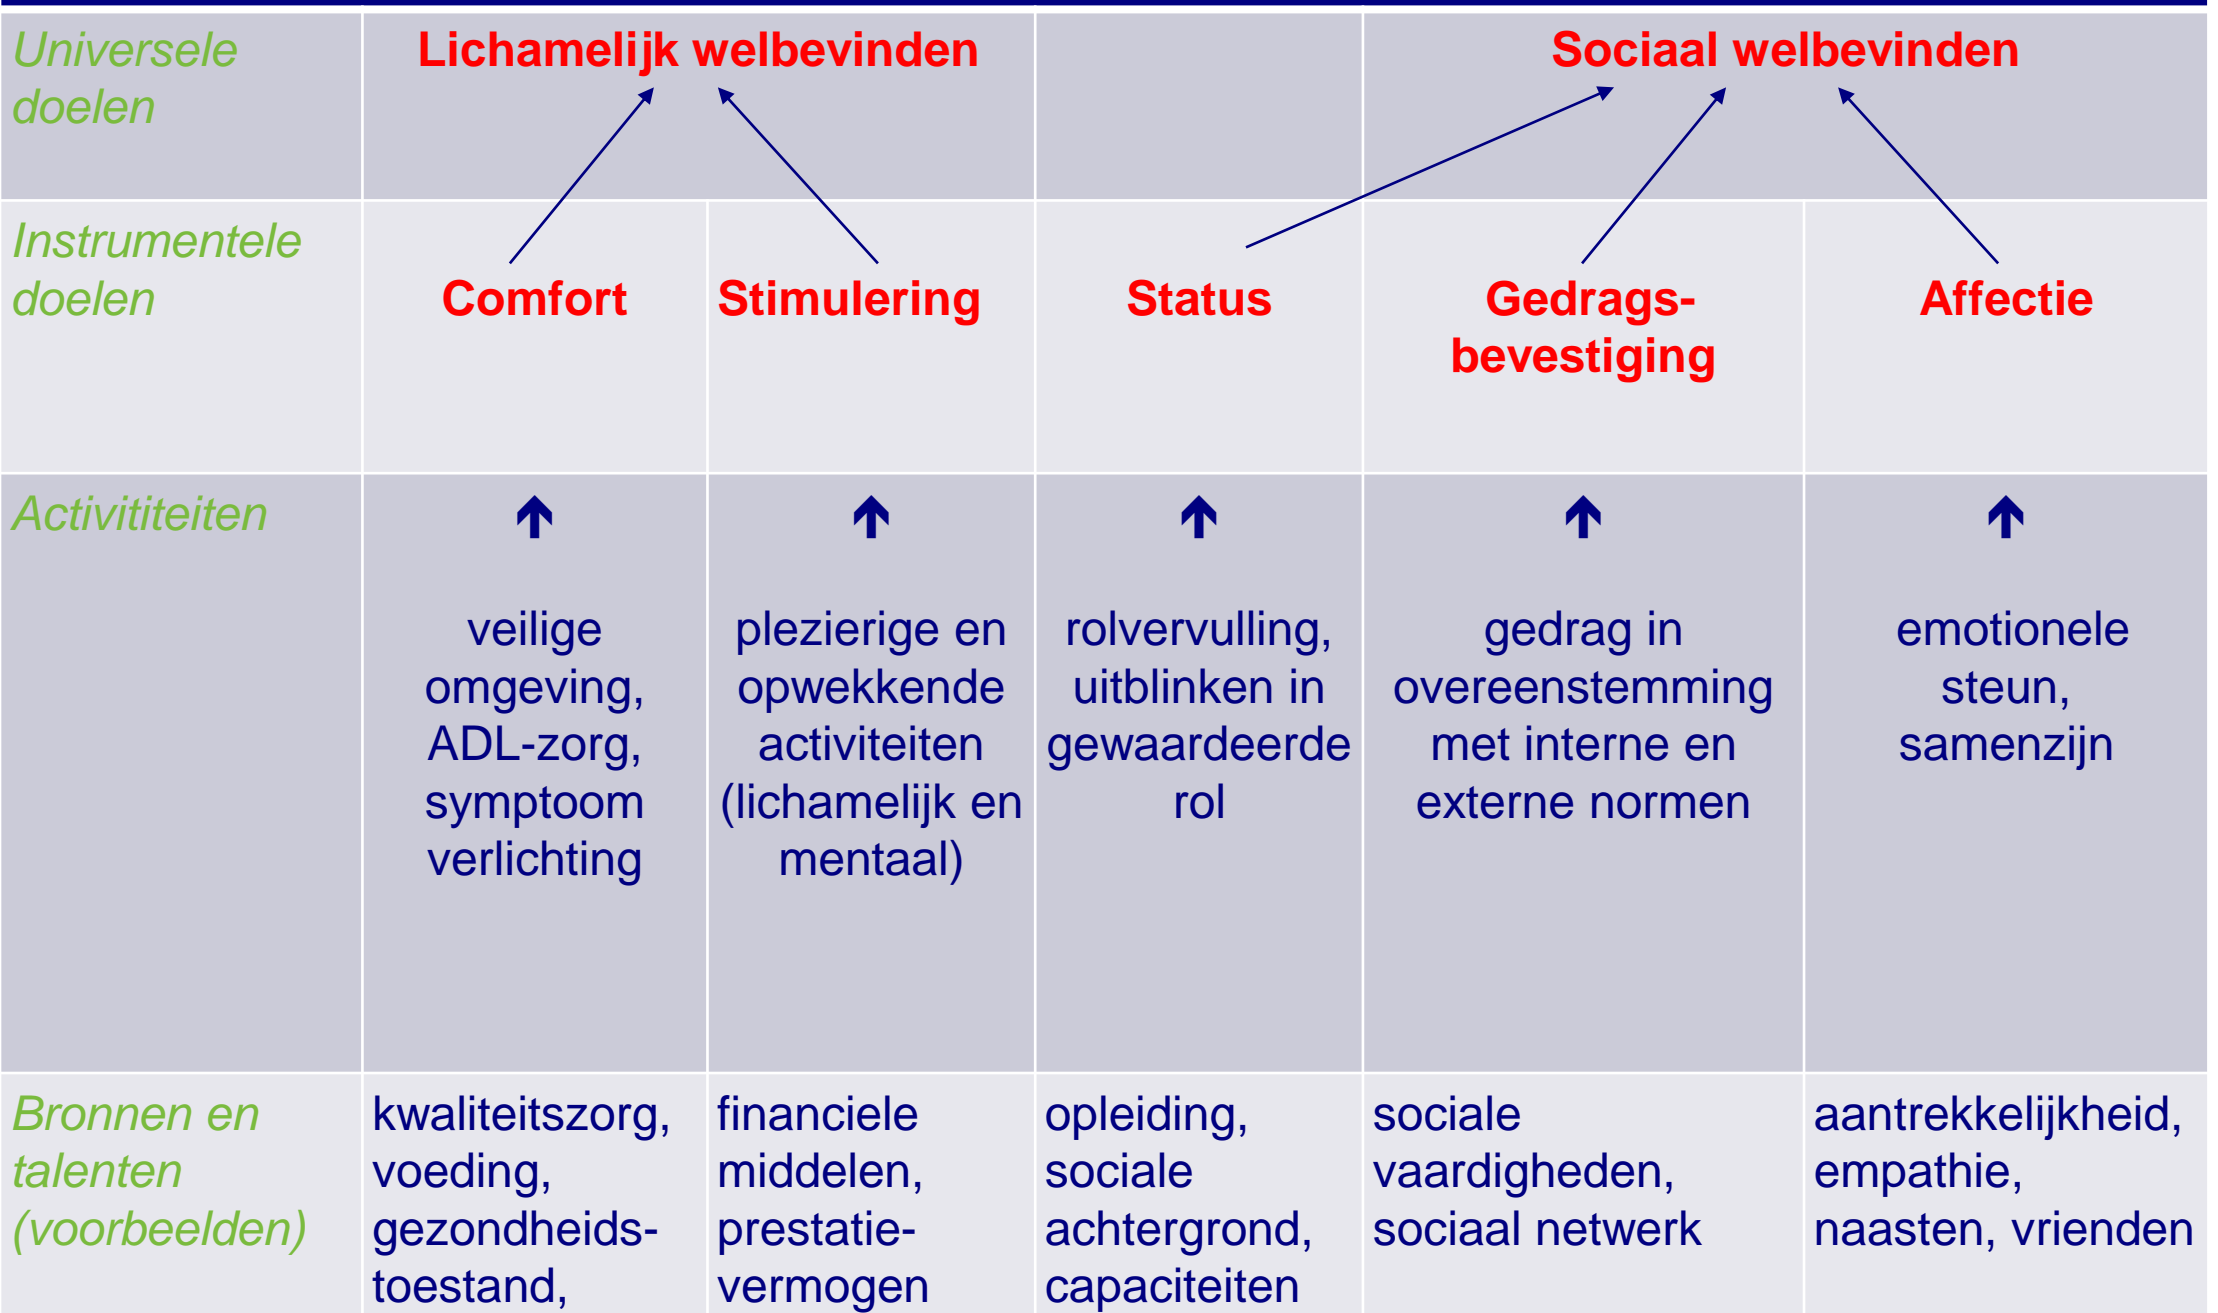 Universele
doelen
Lichamelijk welbevinden
Sociaal welbevinden
Instrumentele
doelen
Comfort
Stimulering
Status
Gedrags-
bevestiging
Affectie
Activititeiten
veilige
omgeving,
ADL-zorg,
symptoom
verlichting
plezierige en
opwekkende
activiteiten
(lichamelijk en
mentaal)
rolvervulling,
uitblinken in
gewaardeerde
rol
gedrag in
overeenstemming
met interne en
externe normen
emotionele
steun,
samenzijn
Bronnen en
talenten
(voorbeelden)
kwaliteitszorg,
voeding,
gezondheids-
toestand,
financiele
middelen,
prestatie-
vermogen
opleiding,
sociale
achtergrond,
capaciteiten
sociale
vaardigheden,
sociaal netwerk
aantrekkelijkheid,
empathie,
naasten, vrienden